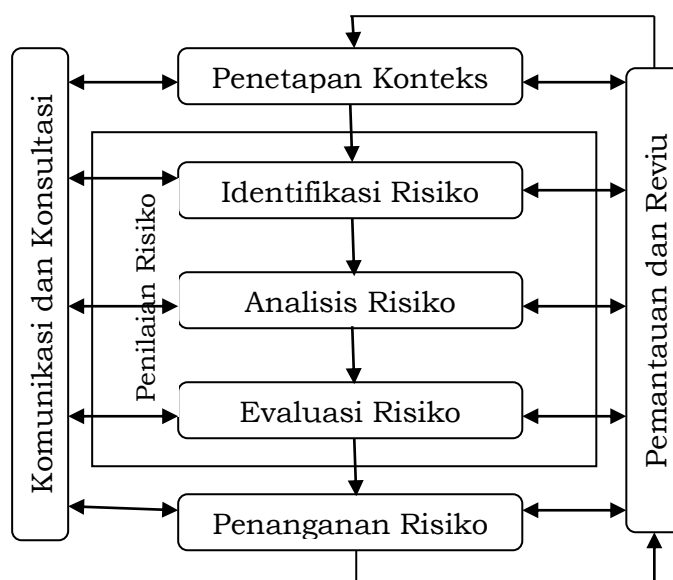 Penetapan Konteks
Komunikasi dan Konsultasi
Penilaian Risiko
Identifikasi Risiko
Analisis Risiko
Evaluasi Risiko
Penanganan Risiko
Pemantauan dan Reviu